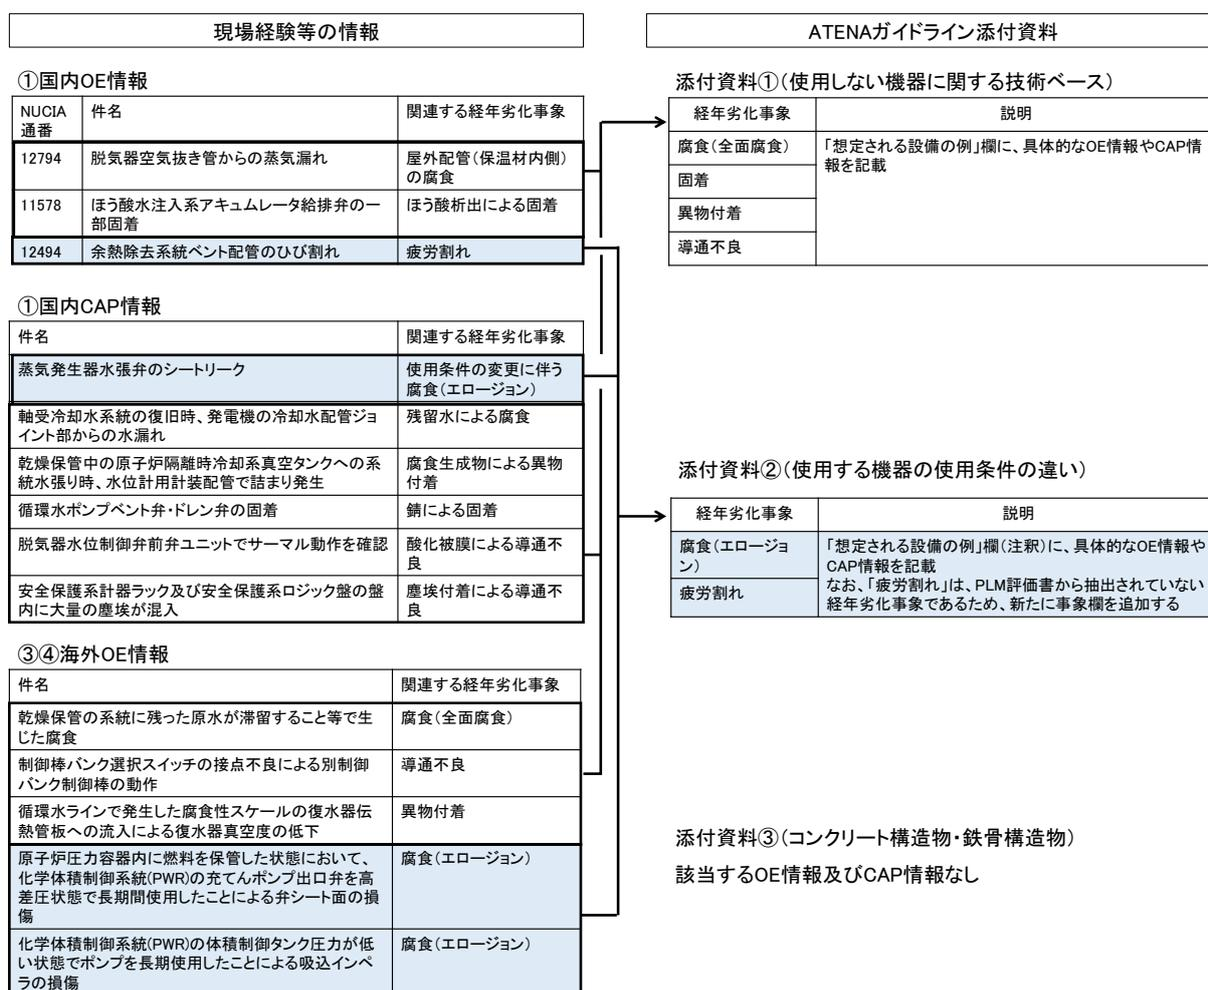 現場経験等の情報
①国内OE情報
NUCIA
通番
件名
関連する経年劣化事象
12794
脱気器空気抜き管からの蒸気漏れ
屋外配管(保温材内側)
の腐食
11578
ほう酸水注入系アキュムレータ給排弁の一
部固着
ほう酸析出による固着
12494
余熱除去系統ベント配管のひび割れ
疲労割れ
①国内CAP情報
件名
関連する経年劣化事象
蒸気発生器水張弁のシートリーク
使用条件の変更に伴う
腐食(エロージョン)
軸受冷却水系統の復旧時、発電機の冷却水配管ジョ
イント部からの水漏れ
残留水による腐食
乾燥保管中の原子炉隔離時冷却系真空タンクへの系
統水張り時、水位計用計装配管で詰まり発生
腐食生成物による異物
付着
循環水ポンプベント弁・ドレン弁の固着
錆による固着
脱気器水位制御弁前弁ユニットでサーマル動作を確認
酸化被膜による導通不
良
安全保護系計器ラック及び安全保護系ロジック盤の盤
内に大量の塵埃が混入
塵埃付着による導通不
良
③④海外OE情報
件名
関連する経年劣化事象
乾燥保管の系統に残った原水が滞留すること等で生
じた腐食
腐食(全面腐食)
制御棒バンク選択スイッチの接点不良による別制御
バンク制御棒の動作
導通不良
循環水ラインで発生した腐食性スケールの復水器伝
熱管板への流入による復水器真空度の低下
異物付着
原子炉圧力容器内に燃料を保管した状態において、
化学体積制御系統(PWR)の充てんポンプ出口弁を高
差圧状態で長期間使用したことによる弁シート面の損
傷
腐食(エロージョン)
化学体積制御系統(PWR)の体積制御タンク圧力が低
い状態でポンプを長期使用したことによる吸込インペ
ラの損傷
腐食(エロージョン)
ATENAガイドライン添付資料
添付資料①(使用しない機器に関する技術ベース)
経年劣化事象
説明
腐食(全面腐食)
「想定される設備の例」欄に、具体的なOE情報やCAP情
報を記載
固着
異物付着
導通不良
添付資料②(使用する機器の使用条件の違い)
経年劣化事象
説明
腐食(エロージョ
ン)
「想定される設備の例」欄(注釈)に、具体的なOE情報や
CAP情報を記載
なお、「疲労割れ」は、PLM評価書から抽出されていない
経年劣化事象であるため、新たに事象欄を追加する
疲労割れ
添付資料③(コンクリート構造物・鉄骨構造物)
該当するOE情報及びCAP情報なし